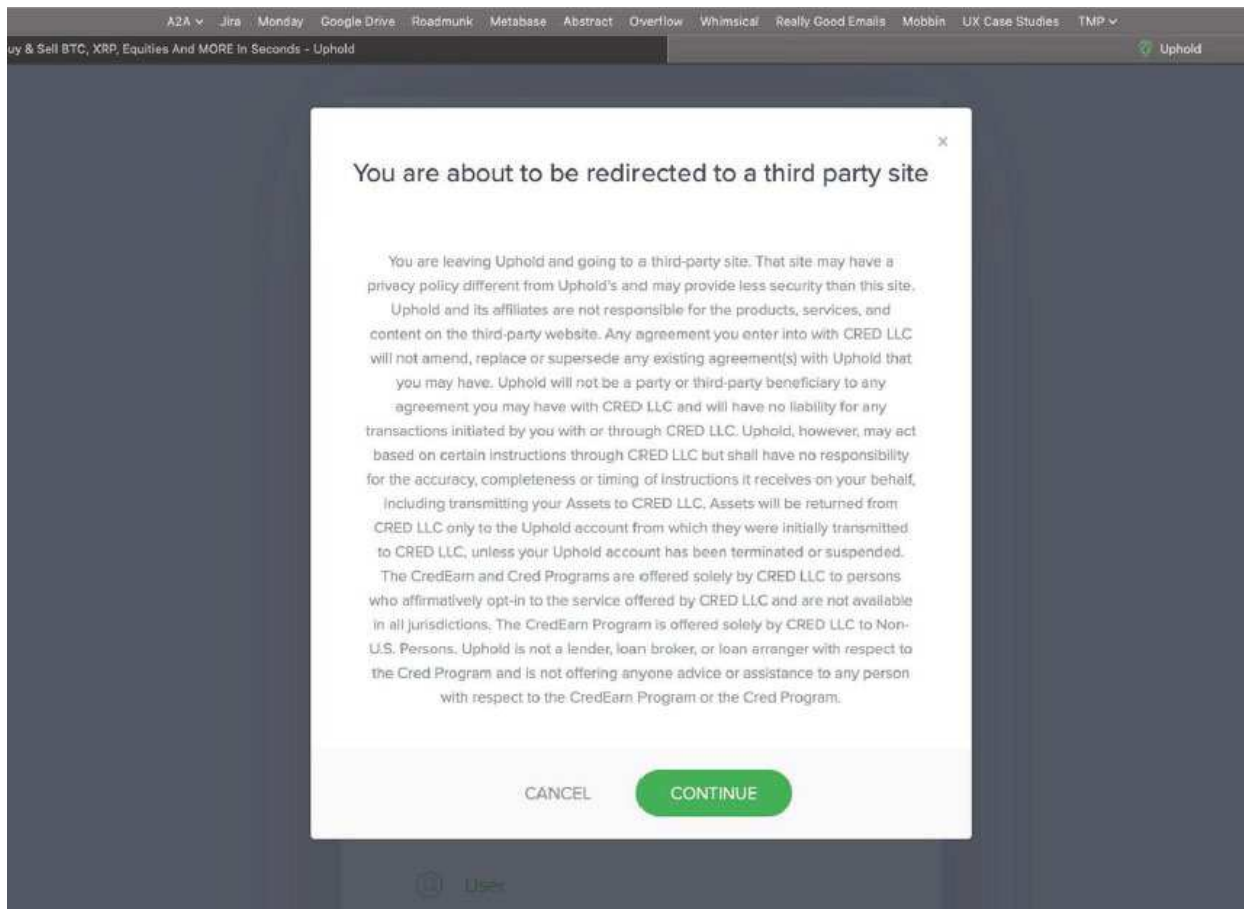 A2A Jira Monday Google Drive Roadmunk Metabase Abstract Overflow Whimsical Really Good Emails Mobbin UX Case Studies TMP
uy & Sell BTC, XRP, Equities And MORE In Seconds - Uphold
Uphold
×
You are about to be redirected to a third party site
You are leaving Uphold and going to a third-party site. That site may have a
privacy policy different from Uphold's and may provide less security than this site.
Uphold and its affiliates are not responsible for the products, services, and
content on the third-party website. Any agreement you enter into with CRED LLC
will not amend, replace or supersede any existing agreement(s) with Uphold that
you may have. Uphold will not be a party or third-party beneficiary to any
agreement you may have with CRED LLC and will have no liability for any
transactions initiated by you with or through CRED LLC. Uphold, however, may act
based on certain instructions through CRED LLC but shall have no responsibility
for the accuracy, completeness or timing of instructions it receives on your behalf,
including transmitting your Assets to CRED LLC. Assets will be returned from
CRED LLC only to the Uphold account from which they were initially transmitted
to CRED LLC, unless your Uphold account has been terminated or suspended.
The CredEarn and Cred Programs are offered solely by CRED LLC to persons
who affirmatively opt-in to the service offered by CRED LLC and are not available
in all jurisdictions. The CredEarn Program is offered solely by CRED LLC to Non-
U.S. Persons. Uphold is not a lender, loan broker, or loan arranger with respect to
the Cred Program and is not offering anyone advice or assistance to any person
with respect to the CredEarn Program or the Cred Program.
CANCEL CONTINUE
User